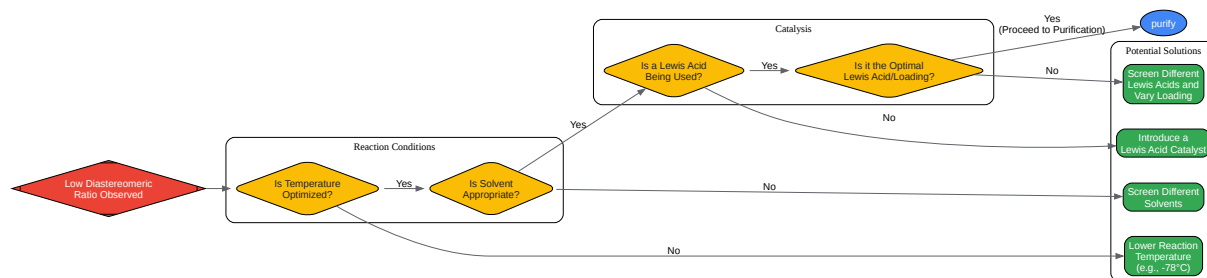 Catalysis
Yes
(Proceed to Purification)
purify
Potential Solutions
Is a Lewis Acid
Being Used?
Yes
Is it the Optimal
Lewis Acid/Loading?
No
Screen Different
Lewis Acids and
Vary Loading
Yes
No
Introduce a
Lewis Acid Catalyst
Reaction Conditions
Low Diastereomeric
Ratio Observed
Is Temperature
Optimized?
Yes
Is Solvent
Appropriate?
No
Screen Different
Solvents
No
Lower Reaction
Temperature
(e.g., -78°C)